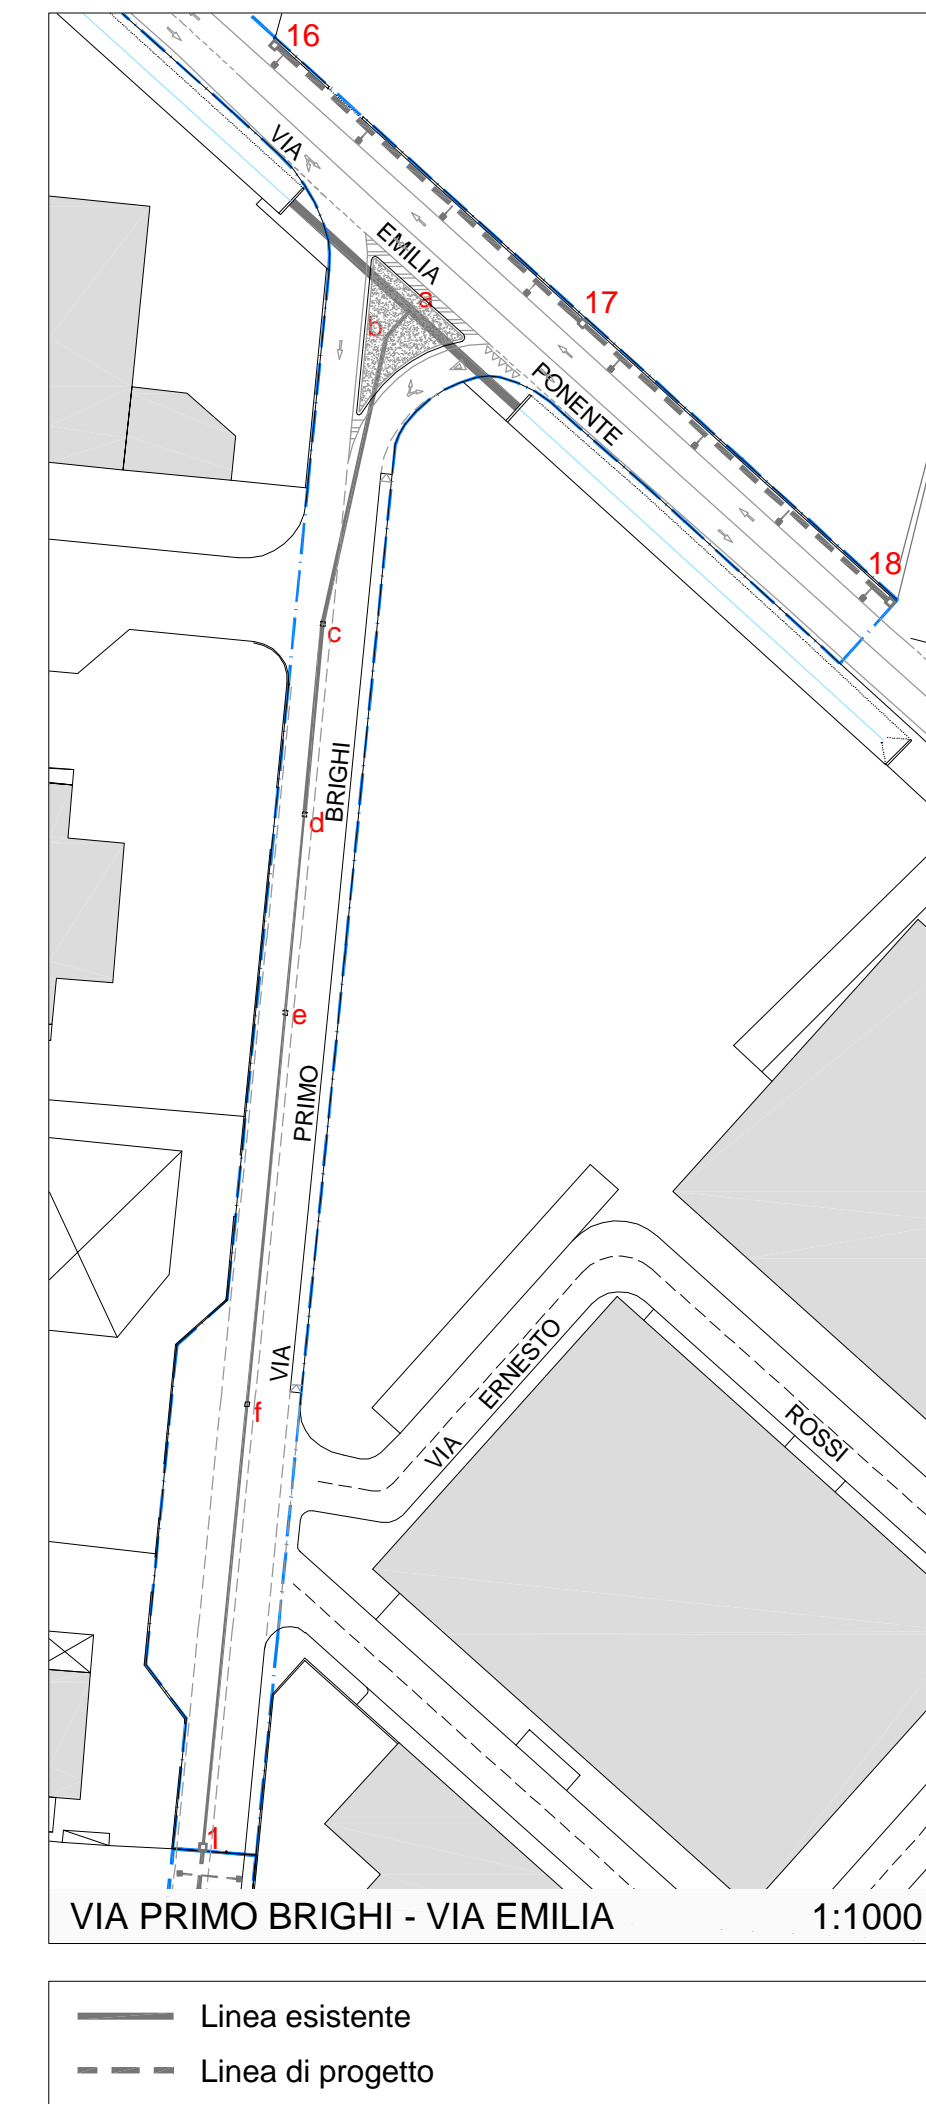 16
VIA
EMILIA
a
b
17
PONENTE
18
c
BRIGHI
d
e
PRIMO
VIA
f
VIA
ERNESTO
ROSSI
1
VIA PRIMO BRIGHI - VIA EMILIA 1:1000
Linea esistente
Linea di progetto